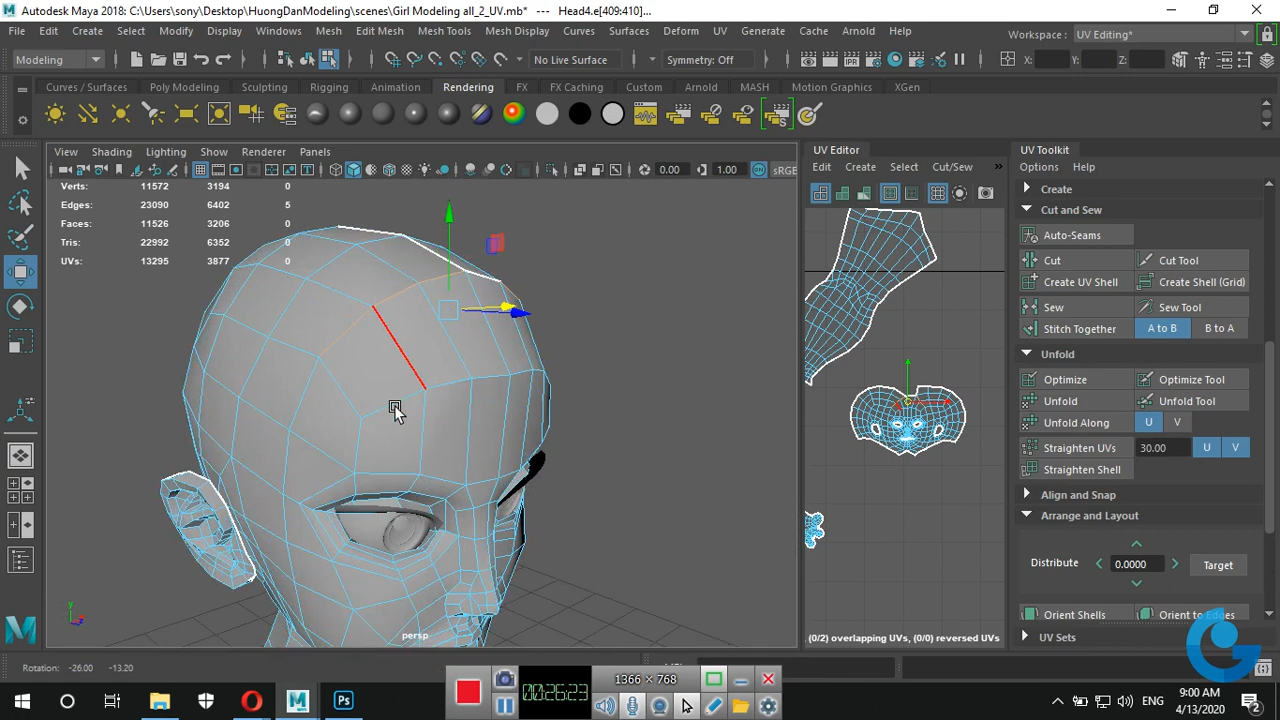 Autodesk Maya 2018: C:\Users\sony\Desktop\HuongDanModeling\scenes\Girl Modeling all_2_UV.mb*  ---  Head4.e[409:410]...
File Edit Create Select Modify Display Windows Mesh Edit Mesh Mesh Tools Mesh Display Curves Surfaces Deform UV Generate Cache Arnold Help Workspace : UV Editing*
Modeling No Live Surface Symmetry: Off X: Y: Z:
Curves / Surfaces Poly Modeling Sculpting Rigging Animation Rendering FX FX Caching Custom Arnold MASH Motion Graphics XGen
View Shading Lighting Show Renderer Panels
0.00 1.00 sRGE
Verts: 11572 3194 0
Edges: 23090 6402 5
Faces: 11526 3206 0
Tris: 22992 6352 0
UVs: 13295 3877 0
persp
UV Editor
Edit Create Select Cut/Sew »
(0/2) overlapping UVs, (0/0) reversed UVs
UV Toolkit
Options Help
Create
Cut and Sew
Auto-Seams
Cut Cut Tool
Create UV Shell Create Shell (Grid)
Sew Sew Tool
Stitch Together A to B B to A
Unfold
Optimize Optimize Tool
Unfold Unfold Tool
Unfold Along U V
Straighten UVs 30.00 U V
Straighten Shell
Align and Snap
Arrange and Layout
Distribute 0.0000 Target
Orient Shells Orient to Edges
UV Sets
Rotation: -26.00 -13.20
1366 × 768
00:26:23
Ps
ENG
9:00 AM
4/13/2020
2